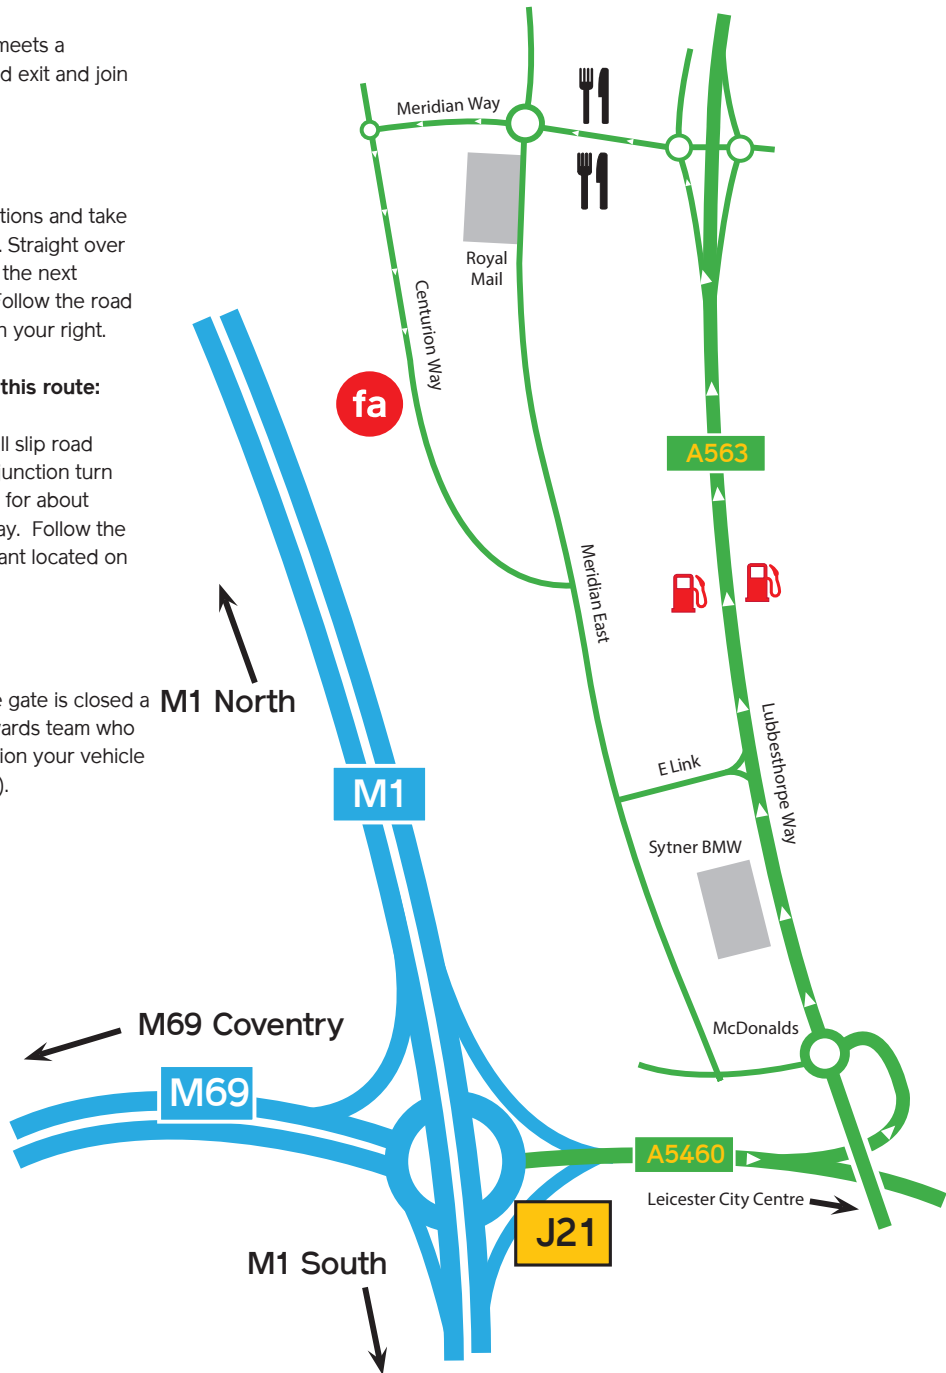 meets a
d exit and join
tions and take
. Straight over
the next
Follow the road
n your right.
this route:
ll slip road
junction turn
for about
ay. Follow the
ant located on
e gate is closed a
wards team who
tion your vehicle
).
Meridian Way
Royal
Mail
Centurion Way
fa
A563
Meridian East
M1 North
Lubbesthorpe Way
E Link
M1
Sytner BMW
McDonalds
M69 Coventry
M69
A5460
Leicester City Centre
J21
M1 South